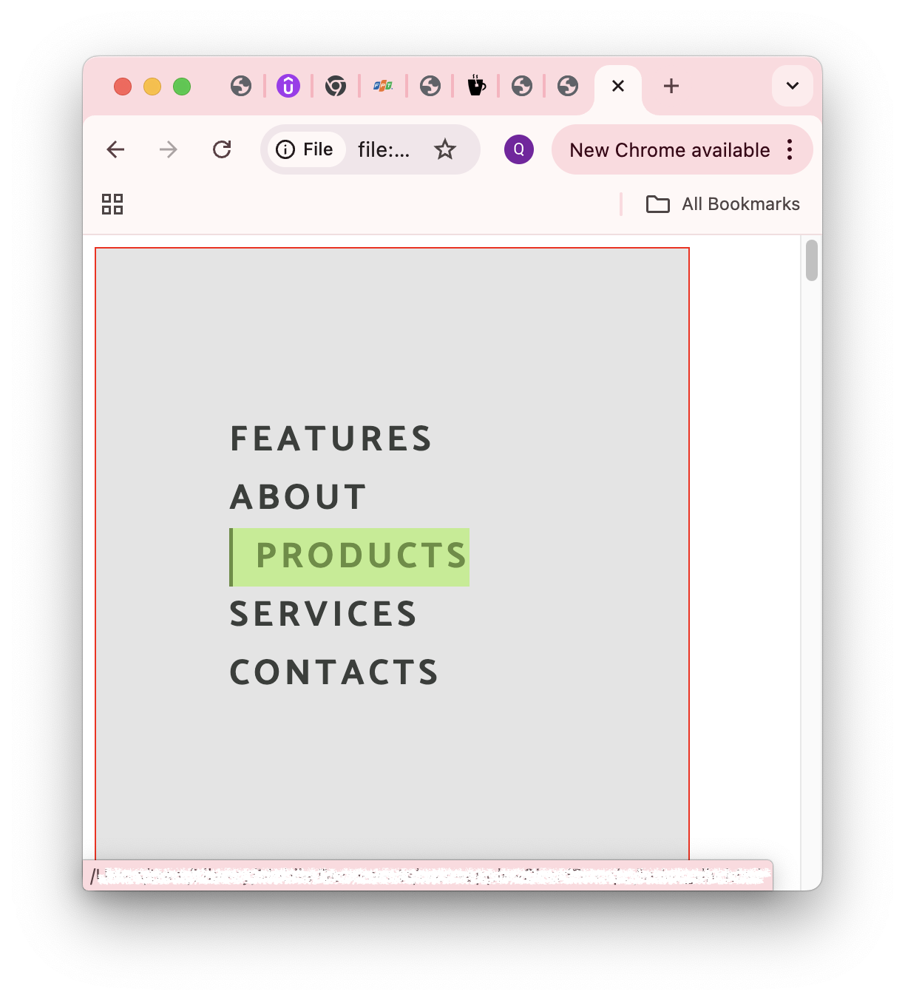 File file:...
Q
New Chrome available
All Bookmarks
FEATURES
ABOUT
PRODUCTS
SERVICES
CONTACTS